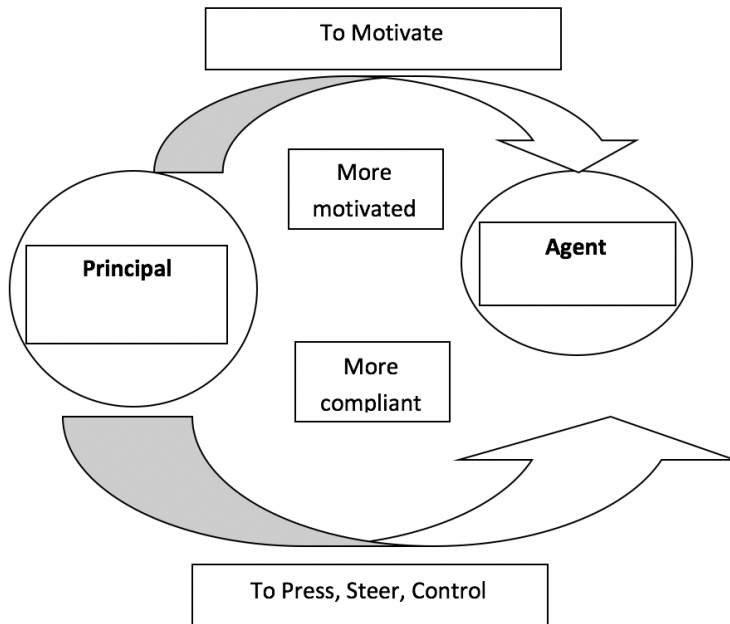 To Motivate
More
motivated
Principal
Agent
More
compliant
To Press, Steer, Control